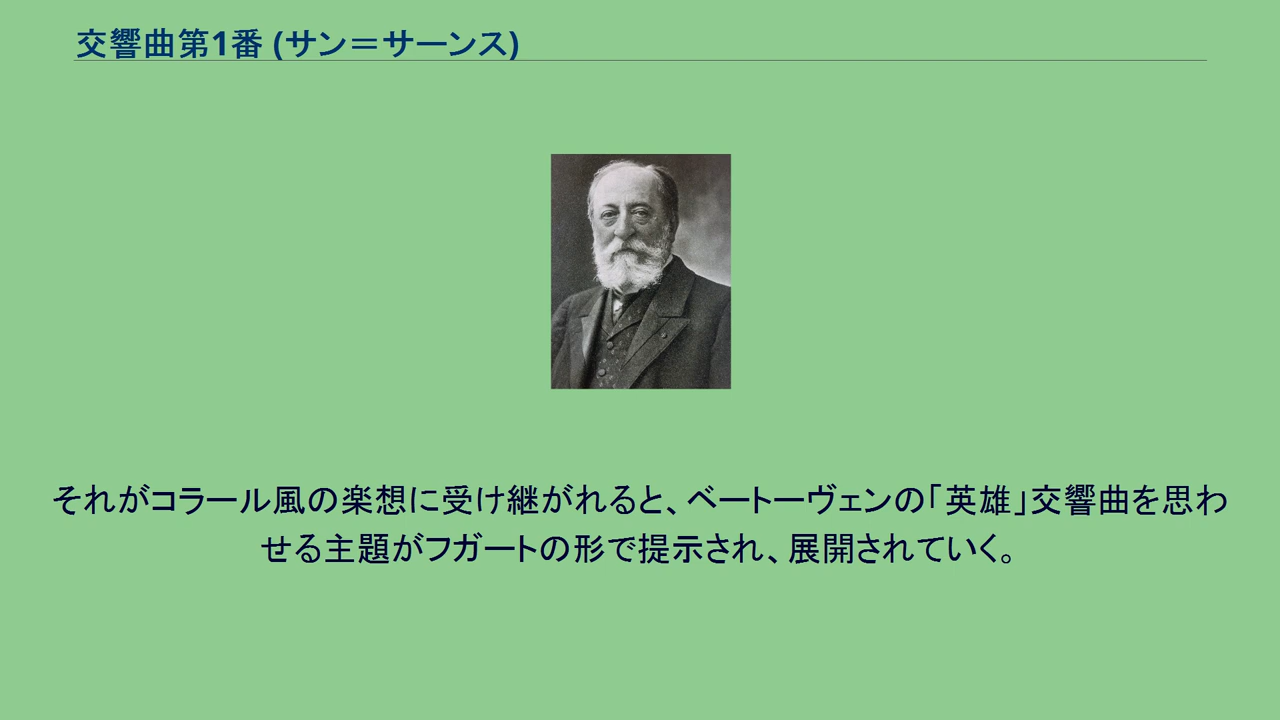 交響曲第1番 (サン＝サーンス)
それがコラール風の楽想に受け継がれると、ベートーヴェンの「英雄」交響曲を思わ
せる主題がフガートの形で提示され、展開されていく。